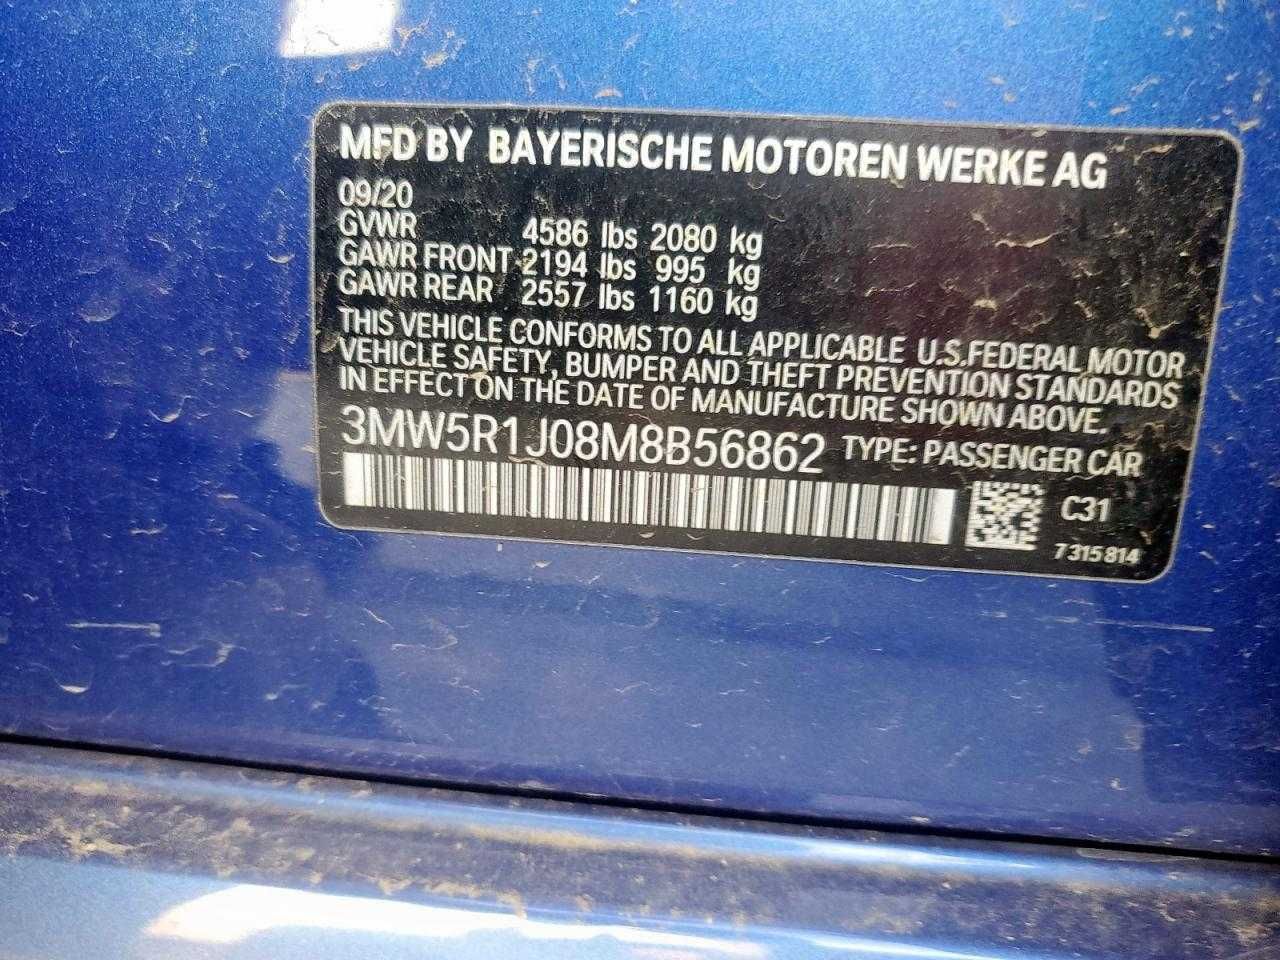 MFD BY BAYERISCHE MOTOREN WERKE AG
09/20
GVWR 4586 lbs 2080 kg
GAWR FRONT 2194 lbs 995 kg
GAWR REAR 2557 lbs 1160 kg
THIS VEHICLE CONFORMS TO ALL APPLICABLE U.S.FEDERAL MOTOR
VEHICLE SAFETY, BUMPER AND THEFT PREVENTION STANDARDS
IN EFFECT ON THE DATE OF MANUFACTURE SHOWN ABOVE.
3MW5R1J08M8B56862 TYPE: PASSENGER CAR
C31
7315814